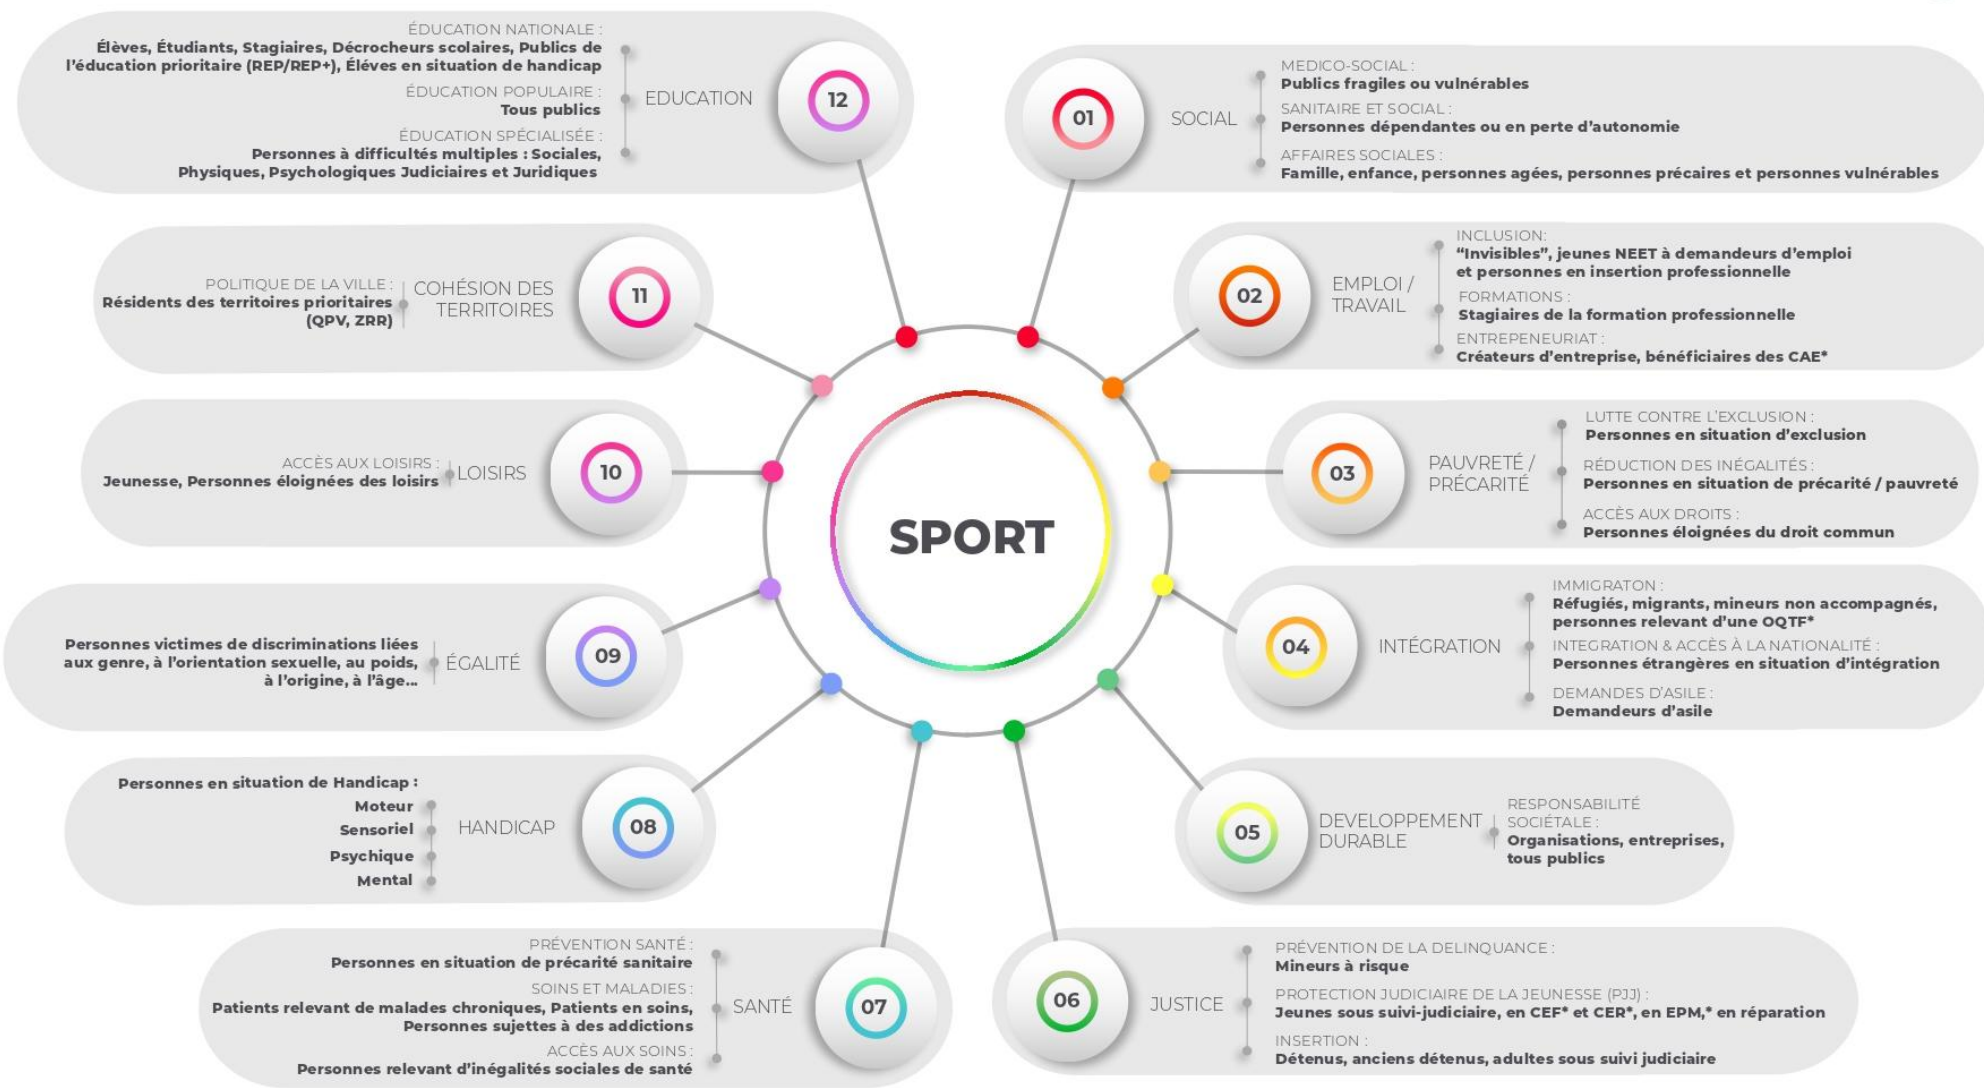 SPORT
01
SOCIAL
MEDICO-SOCIAL :
Publics fragiles ou vulnérables
SANITAIRE ET SOCIAL :
Personnes dépendantes ou en perte d'autonomie
AFFAIRES SOCIALES :
Famille, enfance, personnes agées, personnes précaires et personnes vulnérables
02
EMPLOI /
TRAVAIL
INCLUSION:
“Invisibles”, jeunes NEET à demandeurs d'emploi
et personnes en insertion professionnelle
FORMATIONS :
Stagiaires de la formation professionnelle
ENTREPENEURIAT :
Créateurs d'entreprise, bénéficiaires des CAE*
03
PAUVRETÉ /
PRÉCARITÉ
LUTTE CONTRE L'EXCLUSION :
Personnes en situation d'exclusion
RÉDUCTION DES INÉGALITÉS :
Personnes en situation de précarité / pauvreté
ACCÈS AUX DROITS :
Personnes éloignées du droit commun
04
INTÉGRATION
IMMIGRATON :
Réfugiés, migrants, mineurs non accompagnés,
personnes relevant d'une OQTF*
INTEGRATION & ACCÈS À LA NATIONALITÉ :
Personnes étrangères en situation d'intégration
DEMANDES D'ASILE :
Demandeurs d'asile
05
DEVELOPPEMENT
DURABLE
RESPONSABILITÉ
SOCIÉTALE :
Organisations, entreprises,
tous publics
06
JUSTICE
PRÉVENTION DE LA DELINQUANCE :
Mineurs à risque
PROTECTION JUDICIAIRE DE LA JEUNESSE (PJJ) :
Jeunes sous suivi-judiciaire, en CEF* et CER*, en EPM,* en réparation
INSERTION :
Détenus, anciens détenus, adultes sous suivi judiciaire
07
SANTÉ
PRÉVENTION SANTÉ :
Personnes en situation de précarité sanitaire
SOINS ET MALADIES :
Patients relevant de malades chroniques, Patients en soins,
Personnes sujettes à des addictions
ACCÈS AUX SOINS :
Personnes relevant d'inégalités sociales de santé
08
HANDICAP
Personnes en situation de Handicap :
Moteur
Sensoriel
Psychique
Mental
09
ÉGALITÉ
Personnes victimes de discriminations liées
aux genre, à l'orientation sexuelle, au poids,
à l'origine, à l'âge...
10
LOISIRS
ACCÈS AUX LOISIRS :
Jeunesse, Personnes éloignées des loisirs
11
COHÉSION DES
TERRITOIRES
POLITIQUE DE LA VILLE :
Résidents des territoires prioritaires
(QPV, ZRR)
12
EDUCATION
ÉDUCATION NATIONALE :
Élèves, Étudiants, Stagiaires, Décrocheurs scolaires, Publics de
l'éducation prioritaire (REP/REP+), Éléves en situation de handicap
ÉDUCATION POPULAIRE :
Tous publics
ÉDUCATION SPÉCIALISÉE :
Personnes à difficultés multiples : Sociales,
Physiques, Psychologiques Judiciaires et Juridiques